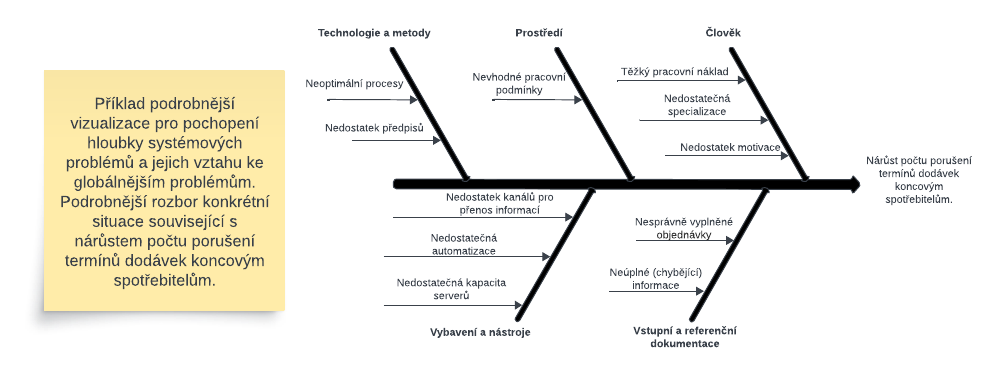 Příklad podrobnější
vizualizace pro pochopení
hloubky systémových
problémů a jejich vztahu ke
globálnějším problémům.
Podrobnější rozbor konkrétní
situace související s
nárůstem počtu porušení
termínů dodávek koncovým
spotřebitelům.
Technologie a metody
Neoptimální procesy
Nedostatek předpisů
Prostředí
Nevhodné pracovní
podmínky
Člověk
Těžký pracovní náklad
Nedostatečná
specializace
Nedostatek motivace
Nárůst počtu porušení
termínů dodávek
koncovým
spotřebitelům.
Nedostatek kanálů pro
přenos informací
Nedostatečná
automatizace
Nedostatečná kapacita
serverů
Vybavení a nástroje
Nesprávně vyplněné
objednávky
Neúplné (chybějící)
informace
Vstupní a referenční
dokumentace